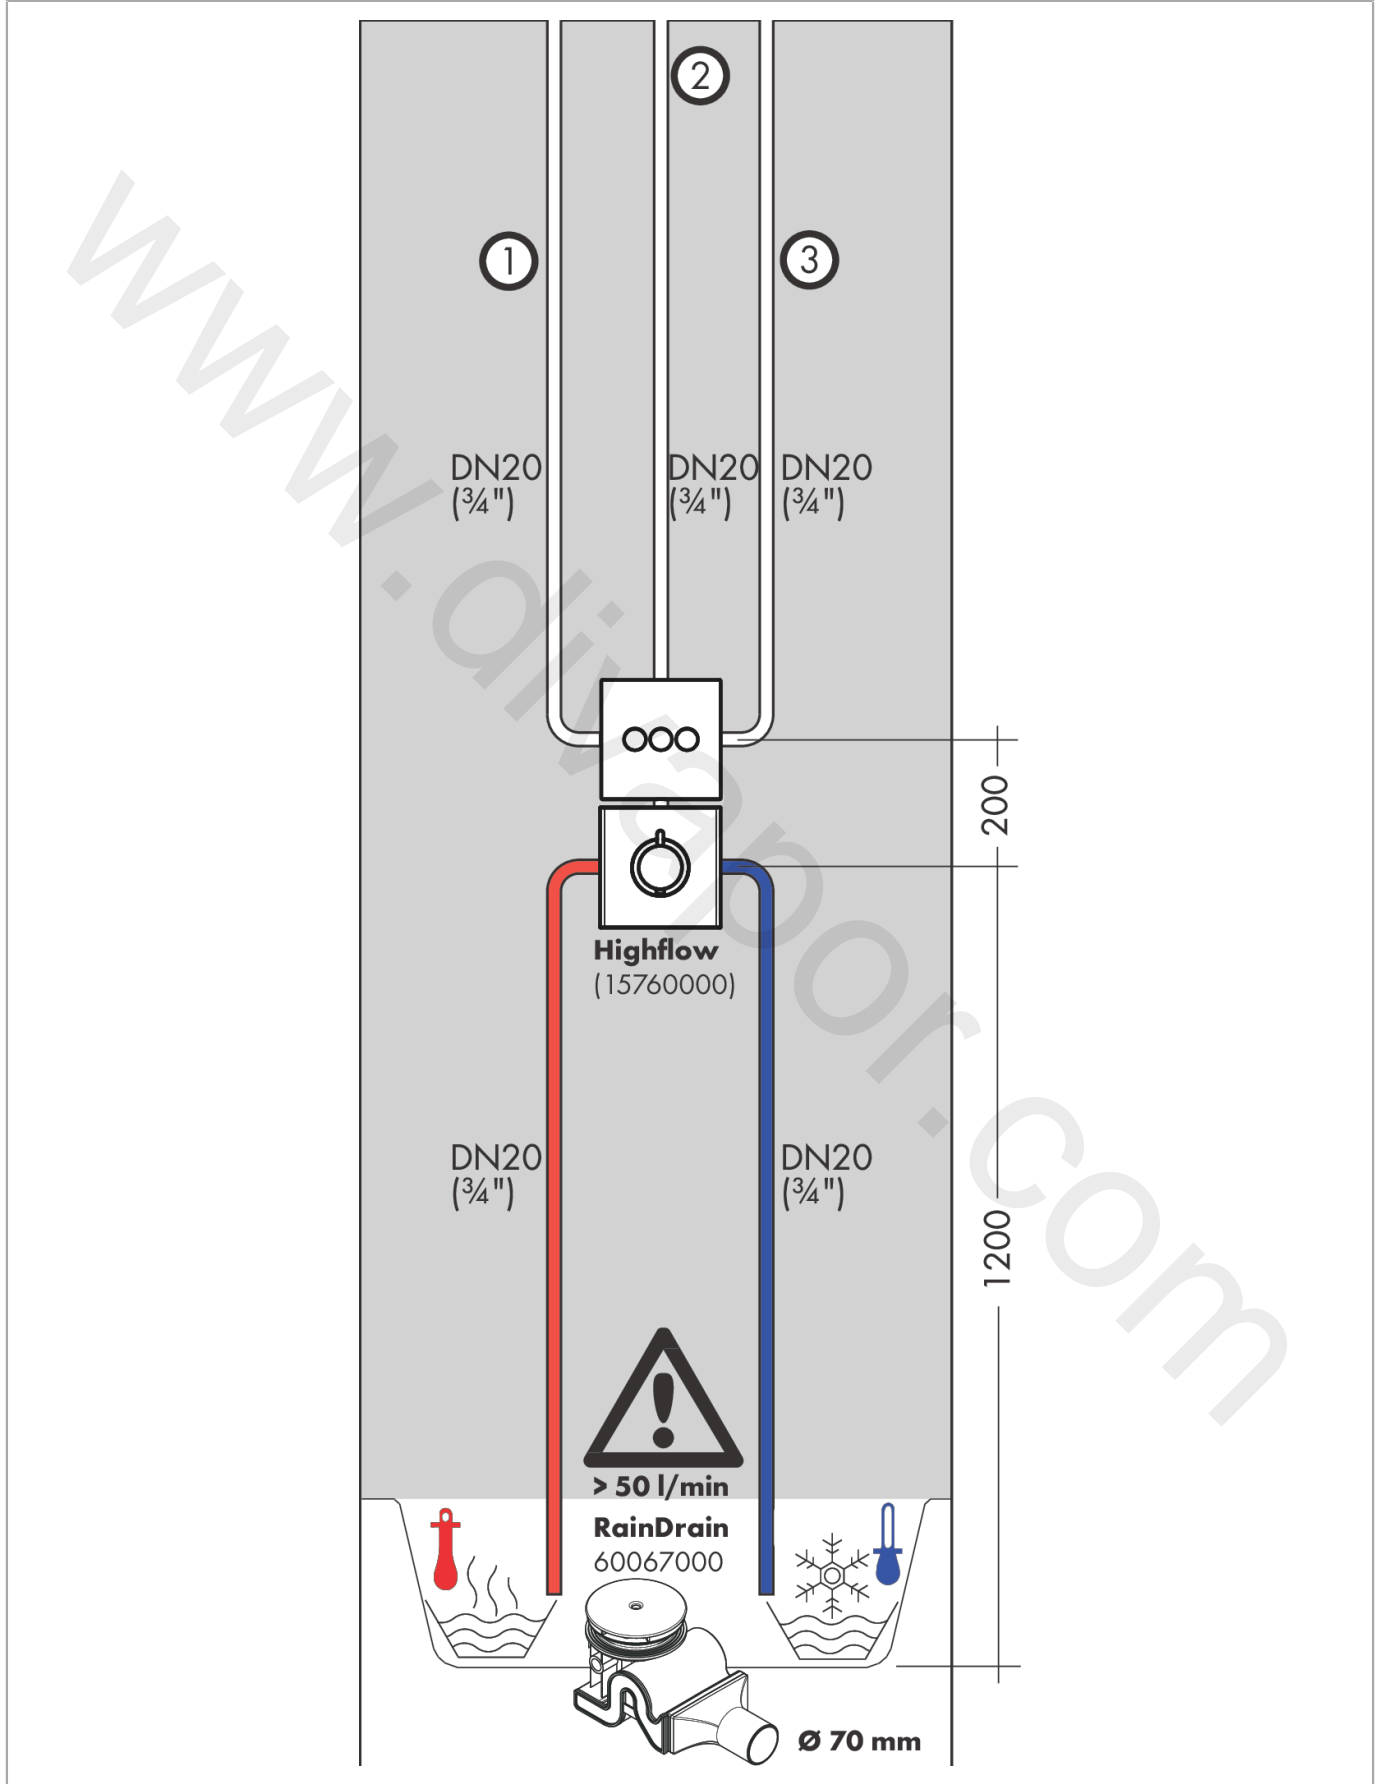 2
1
3
DN20
(¾")
DN20
(¾")
DN20
(¾")
200
Highflow
(15760000)
DN20
(¾")
DN20
(¾")
1200
> 50 l/min
RainDrain
60067000
Ø 70 mm
www.divapor.com